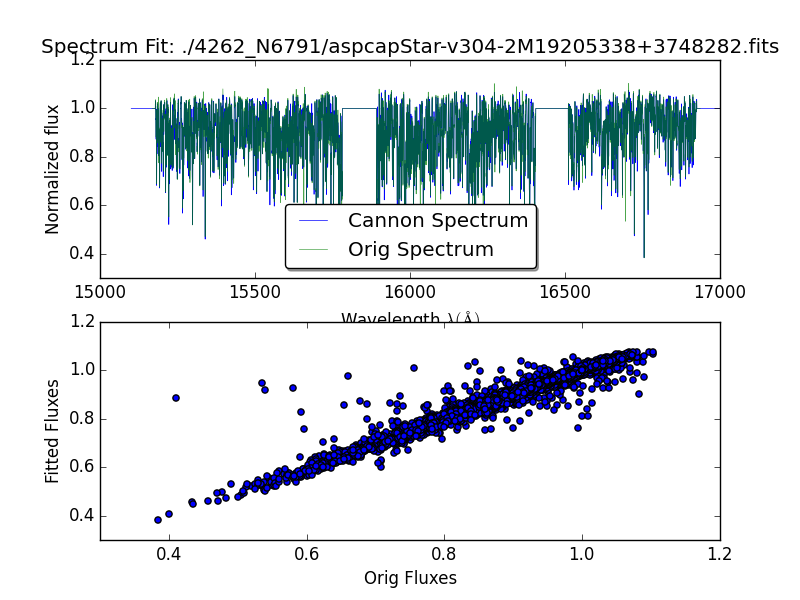 Spectrum Fit: ./4262_N6791/aspcapStar-v304-2M19205338+3748282.fits
1.2
1.0
0.8
0.6
0.4
Normalized flux
Cannon Spectrum
Orig Spectrum
15000 15500 16000 16500 17000
Wavelength λ(Å)
1.2
1.0
0.8
0.6
0.4
Fitted Fluxes
0.4 0.6 0.8 1.0 1.2
Orig Fluxes